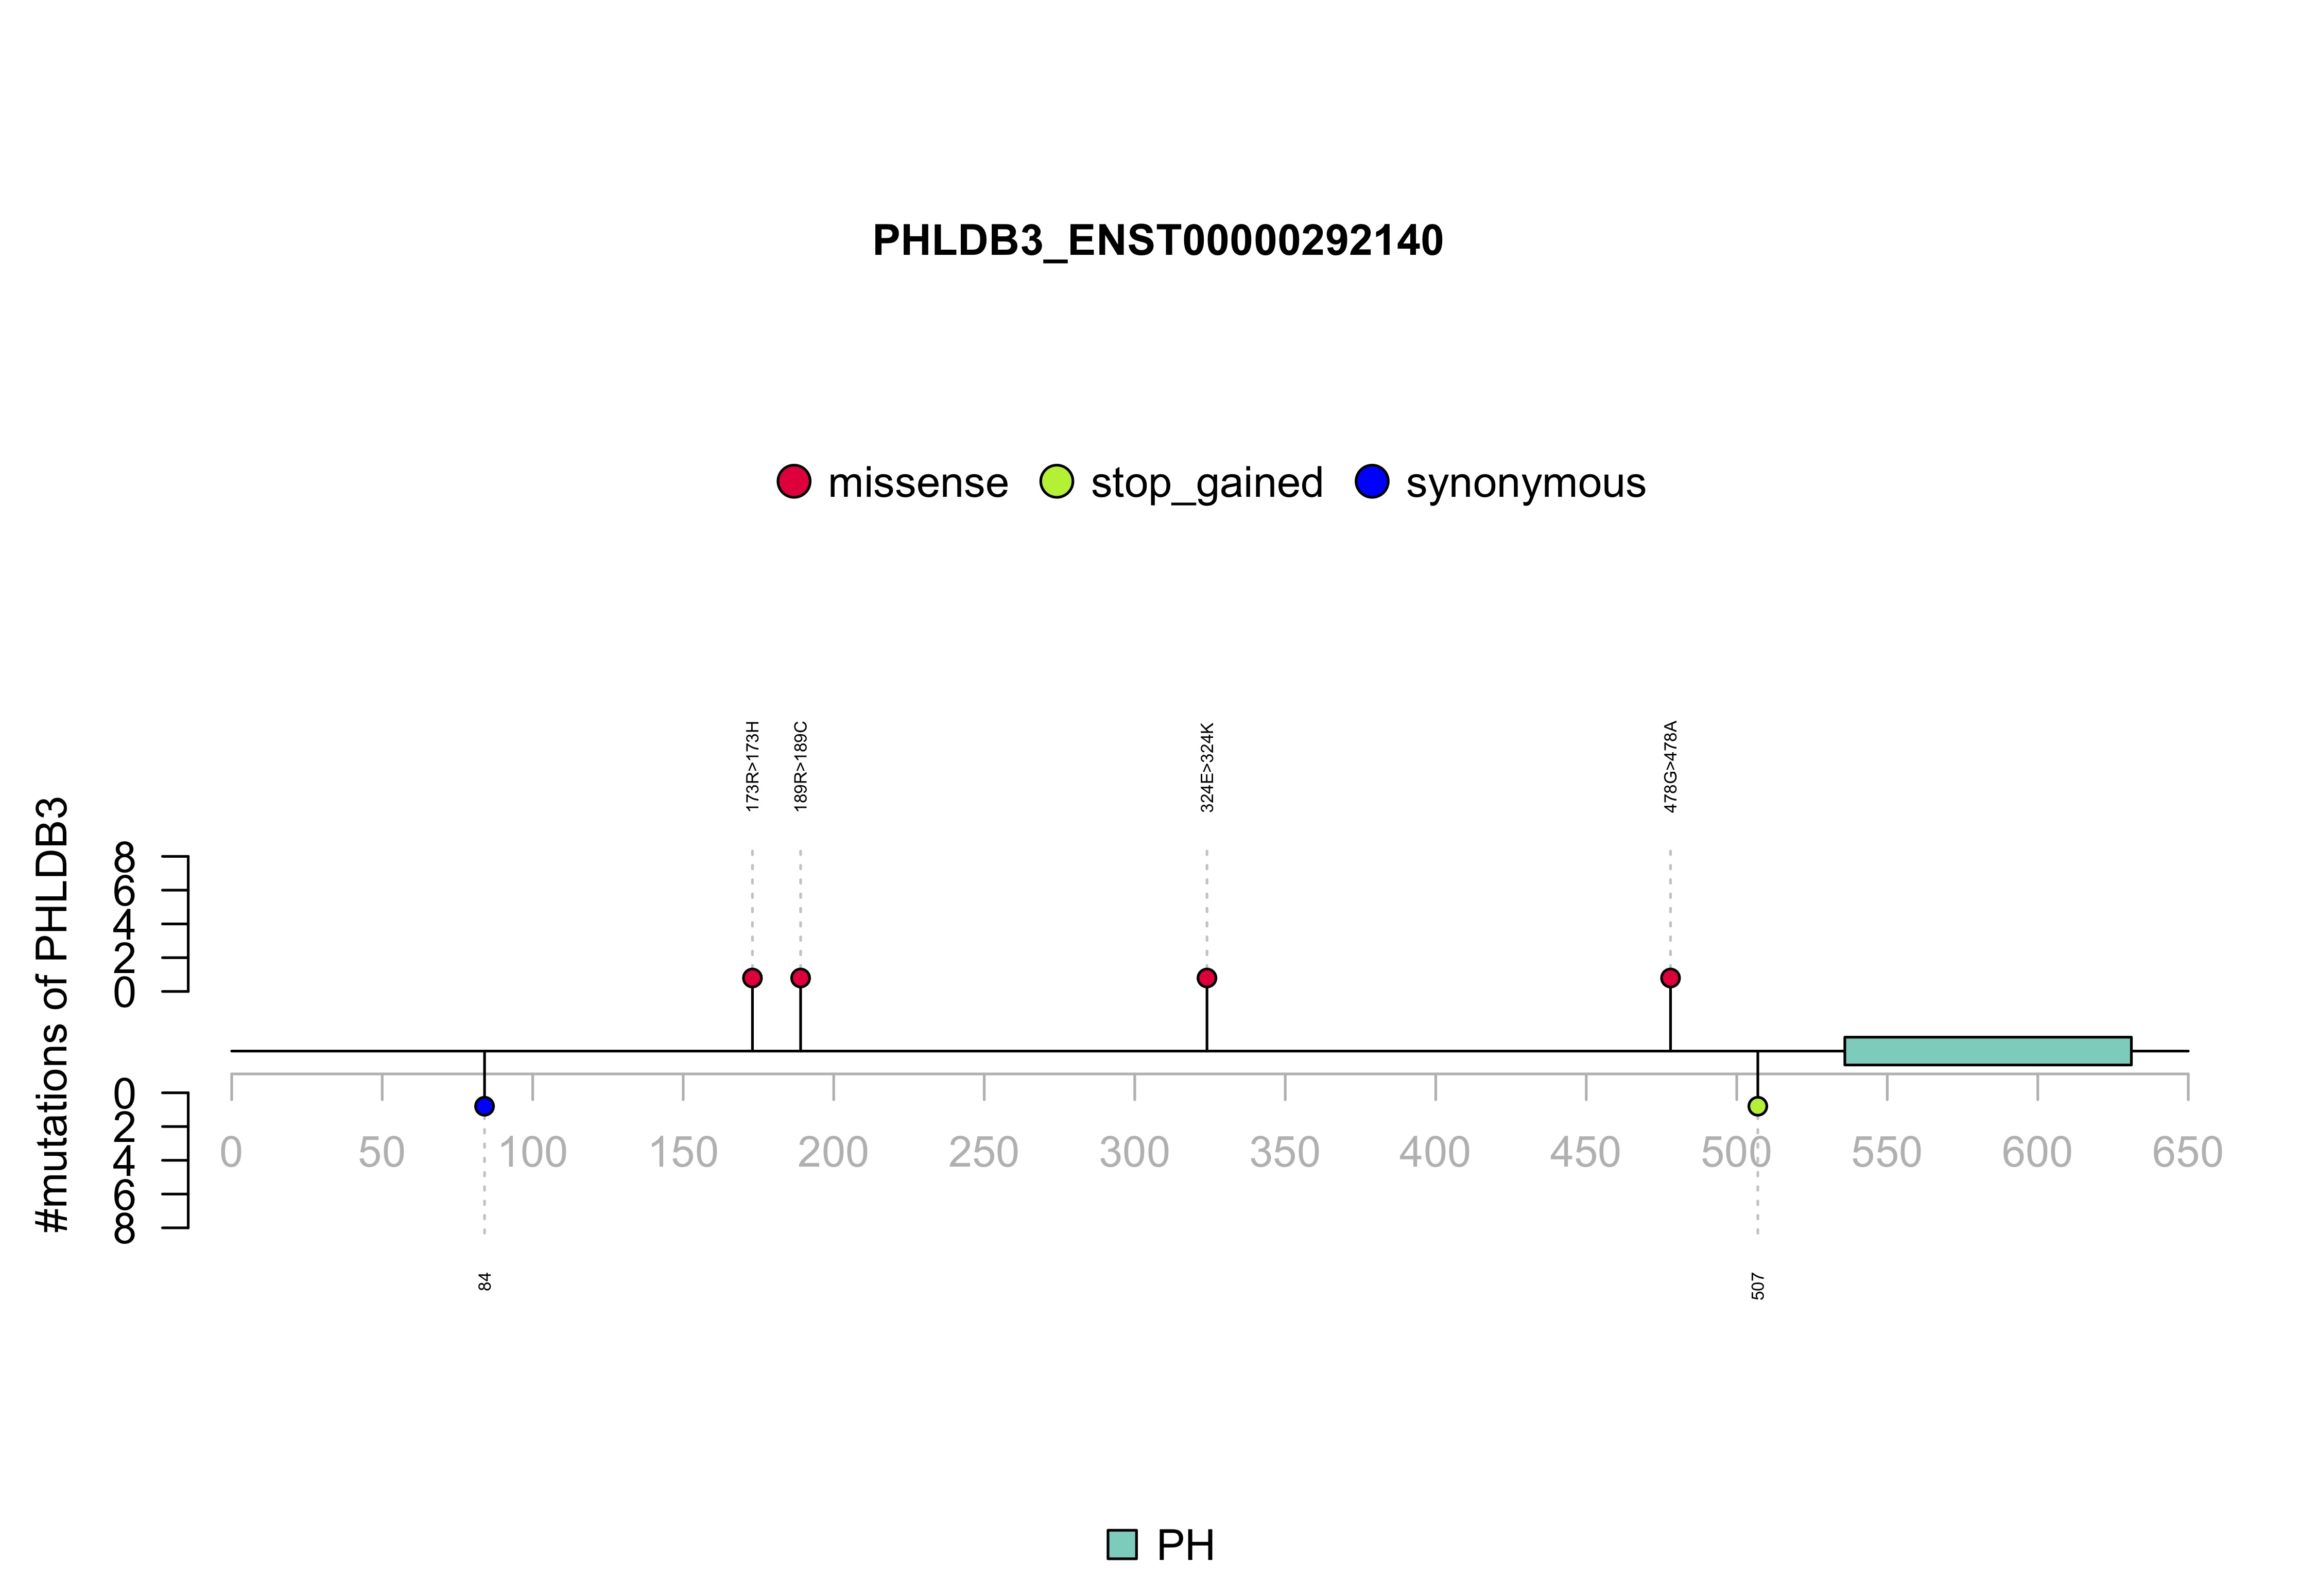 PHLDB3_ENST00000292140
missense stop_gained synonymous
173R>173H 189R>189C 324E>324K 478G>478A
#mutations of PHLDB3
8
6
4
2
0
0
2
4
6
8
0 50 100 150 200 250 300 350 400 450 500 550 600 650
84 507
PH